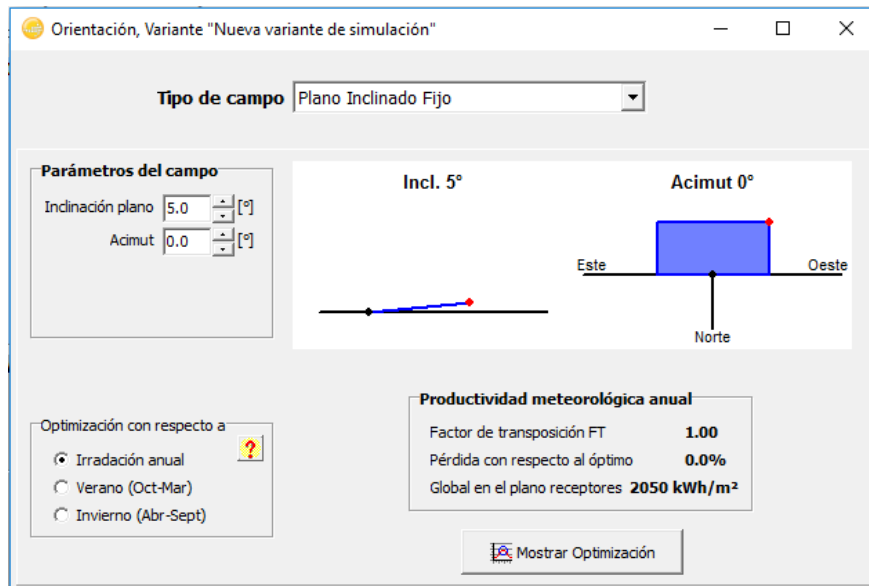 Orientación, Variante "Nueva variante de simulación"
Tipo de campo Plano Inclinado Fijo
Parámetros del campo
Inclinación plano 5.0 [º]
Acimut 0.0 [º]
Incl. 5° Acimut 0°
Este Oeste
Norte
Optimización con respecto a
?
Irradación anual
Verano (Oct-Mar)
Invierno (Abr-Sept)
Productividad meteorológica anual
Factor de transposición FT 1.00
Pérdida con respecto al óptimo 0.0%
Global en el plano receptores 2050 kWh/m²
Mostrar Optimización